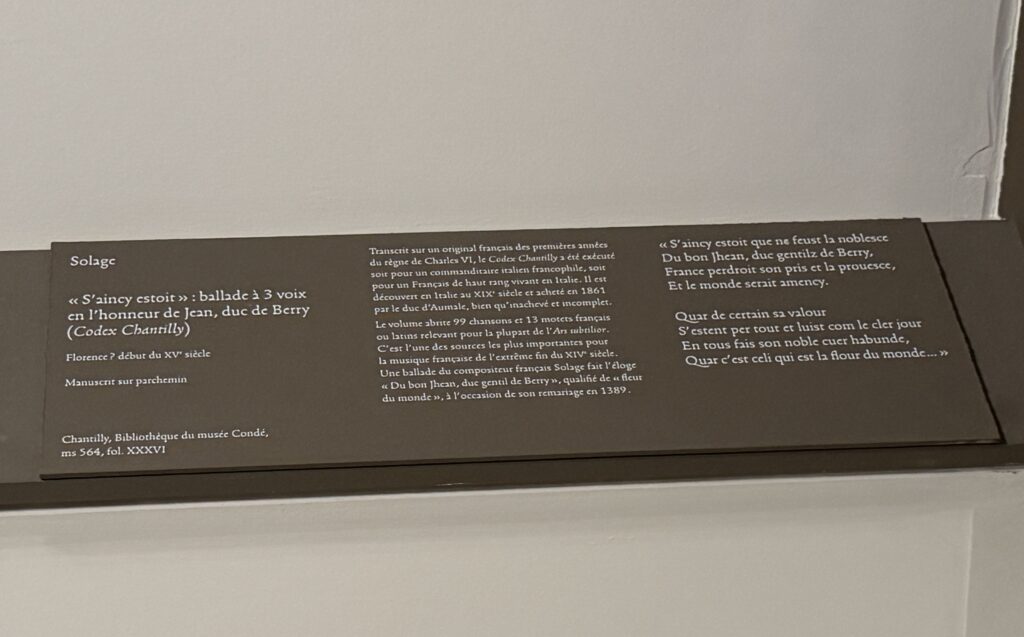 Solage
« S'aincy estoit » : ballade à 3 voix
en l'honneur de Jean, duc de Berry
(Codex Chantilly)
Florence ? début du XVe siècle
Manuscrit sur parchemin
Chantilly, Bibliothèque du musée Condé,
ms 564, fol. XXXVI
Transcrit sur un original français des premières années
du règne de Charles VI, le Codex Chantilly a été exécuté
soit pour un commanditaire italien francophile, soit
pour un Français de haut rang vivant en Italie. Il est
découvert en Italie au XIXe siècle et acheté en 1861
par le duc d'Aumale, bien qu'inachevé et incomplet.
Le volume abrite 99 chansons et 13 motets français
ou latins relevant pour la plupart de l'Ars subtilior.
C'est l'une des sources les plus importantes pour
la musique française de l'extrême fin du XIVe siècle.
Une ballade du compositeur français Solage fait l'éloge
« Du bon Jhean, duc gentil de Berry », qualifié de « fleur
du monde », à l'occasion de son remariage en 1389.
« S'aincy estoit que ne feust la noblesce
Du bon Jhean, duc gentilz de Berry,
France perdroit son pris et la prouesce,
Et le monde serait amency.
Quar de certain sa valour
S'estent per tout et luist com le cler jour
En tous fais son noble cuer habunde,
Quar c'est celi qui est la flour du monde... »